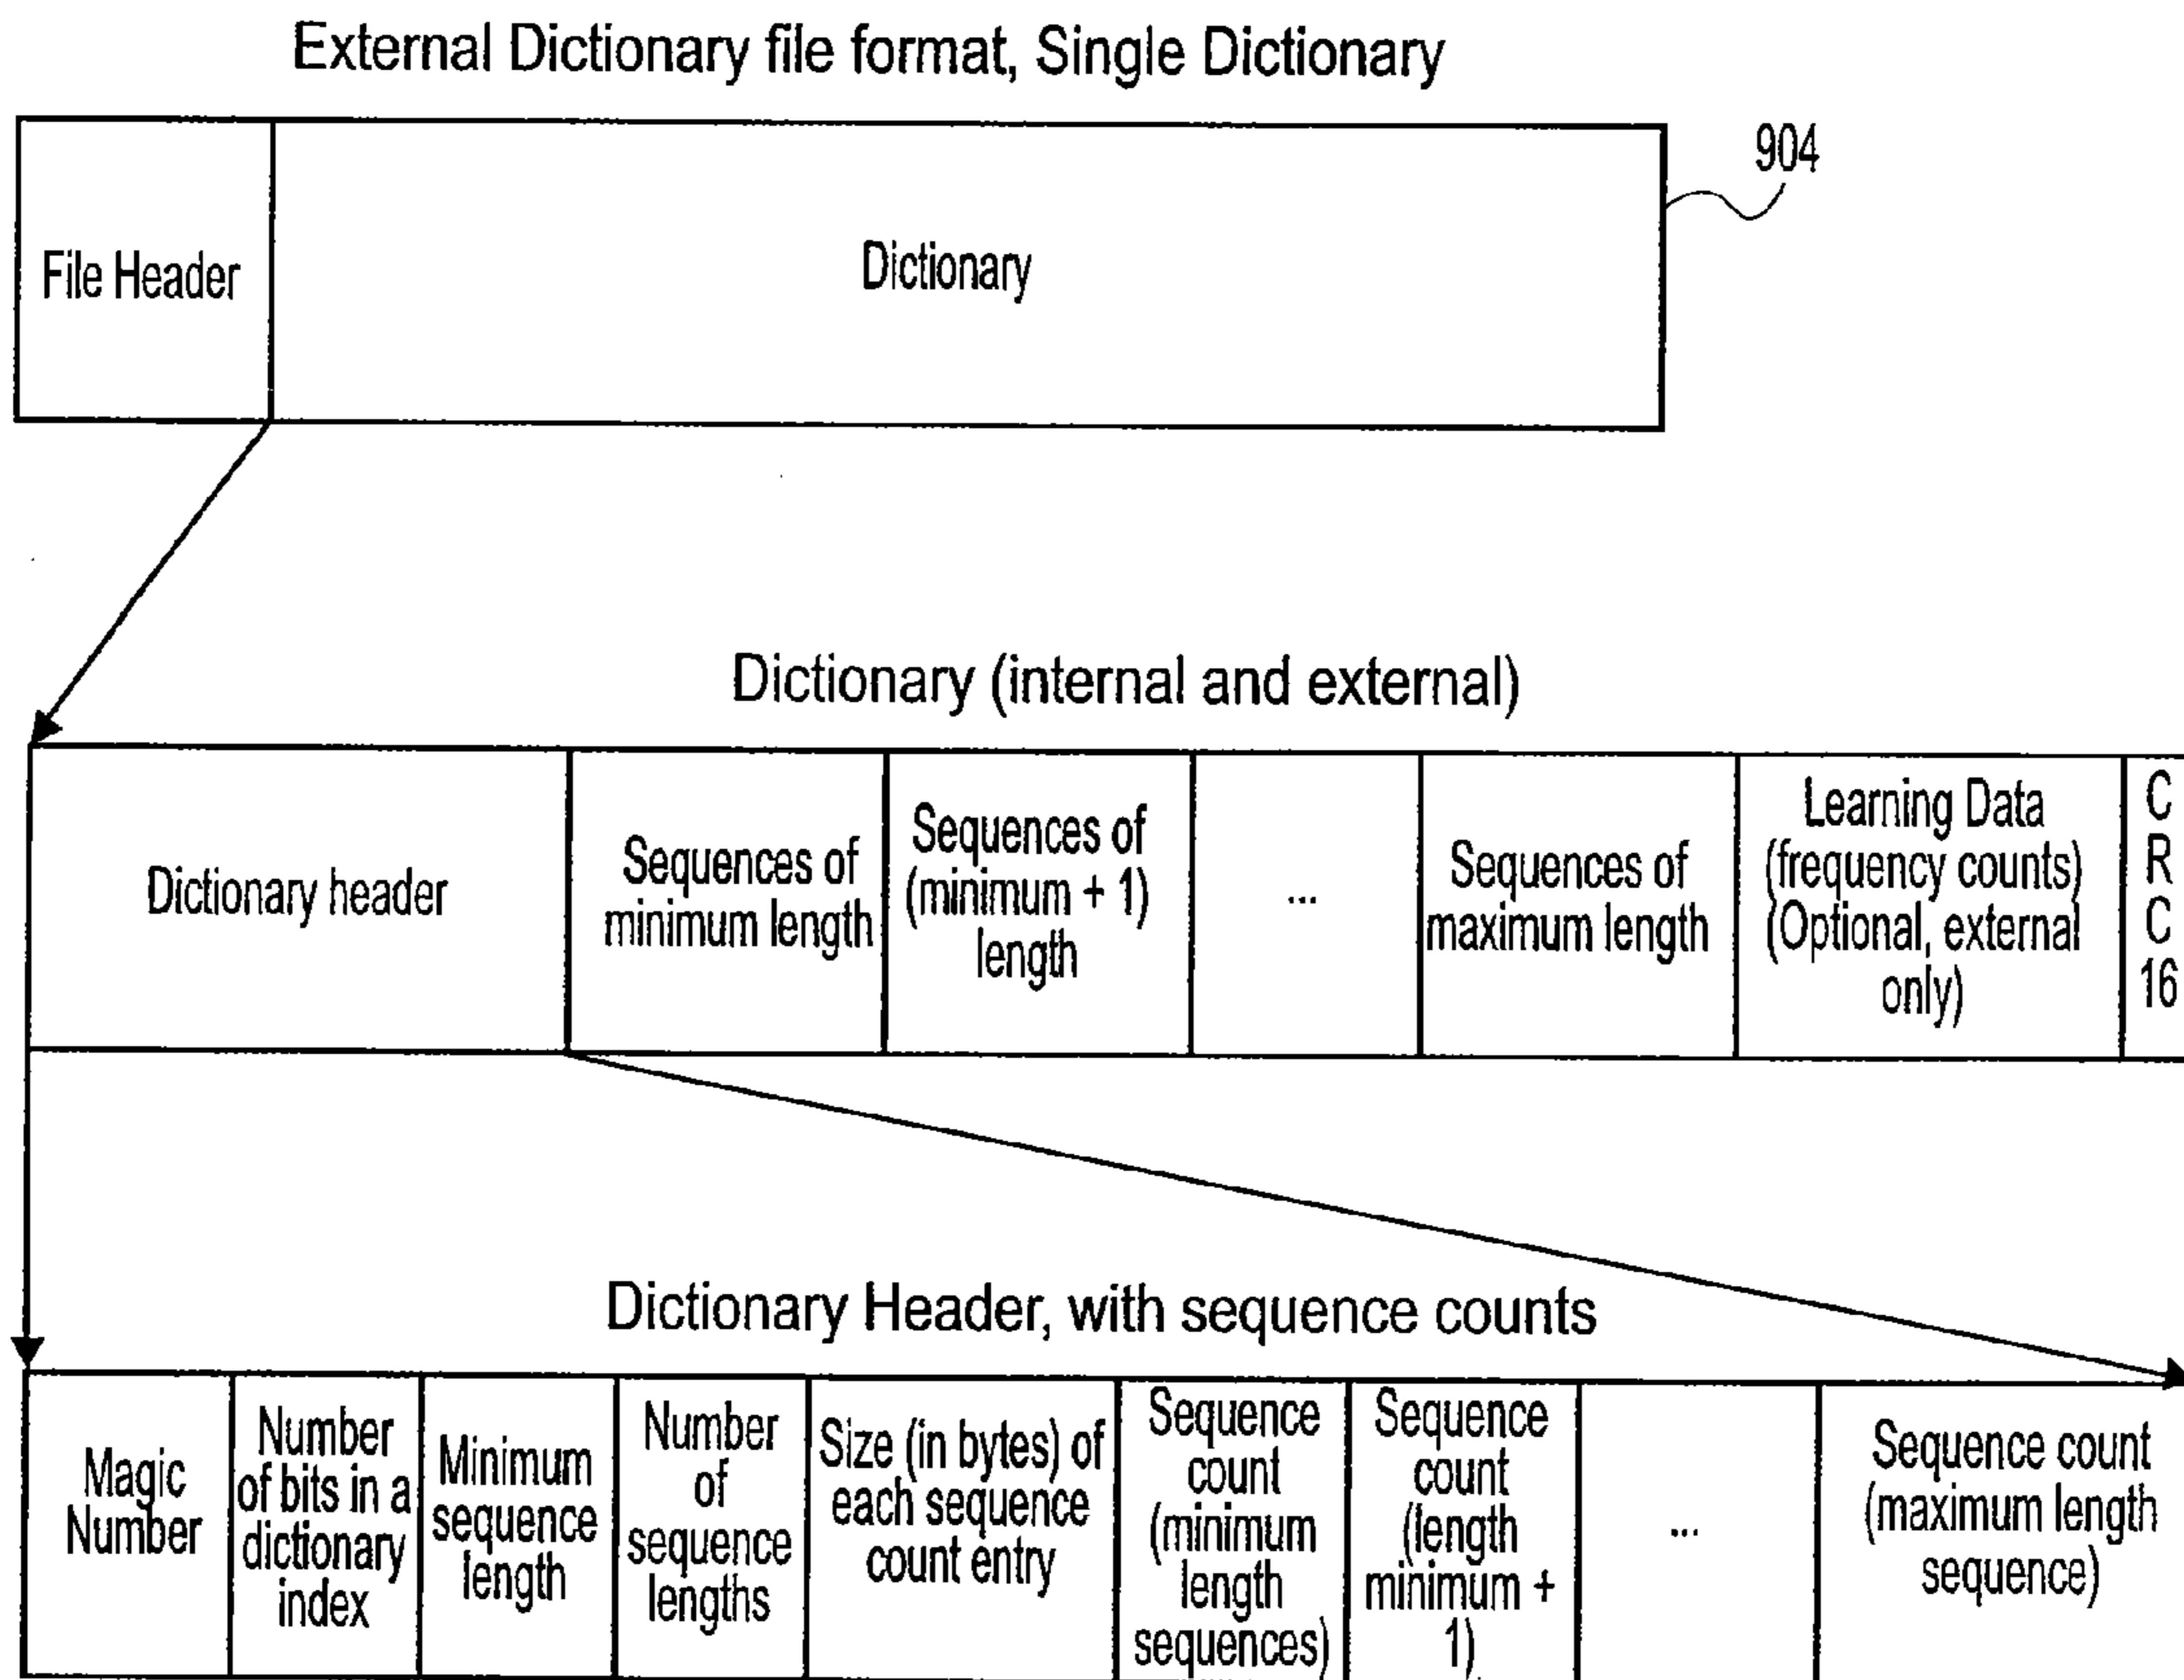 External Dictionary file format, Single Dictionary
904
File Header
Dictionary
Dictionary (internal and external)
Dictionary header
Sequences of
minimum length
Sequences of
(minimum + 1)
length
...
Sequences of
maximum length
Learning Data
(frequency counts)
(Optional, external
only)
C
R
C
16
Dictionary Header, with sequence counts
Magic
Number
Number
of bits in a
dictionary
index
Minimum
sequence
length
Number
of
sequence
lengths
Size (in bytes) of
each sequence
count entry
Sequence
count
(minimum
length
sequences)
Sequence
count
(length
minimum +
1)
...
Sequence count
(maximum length
sequence)